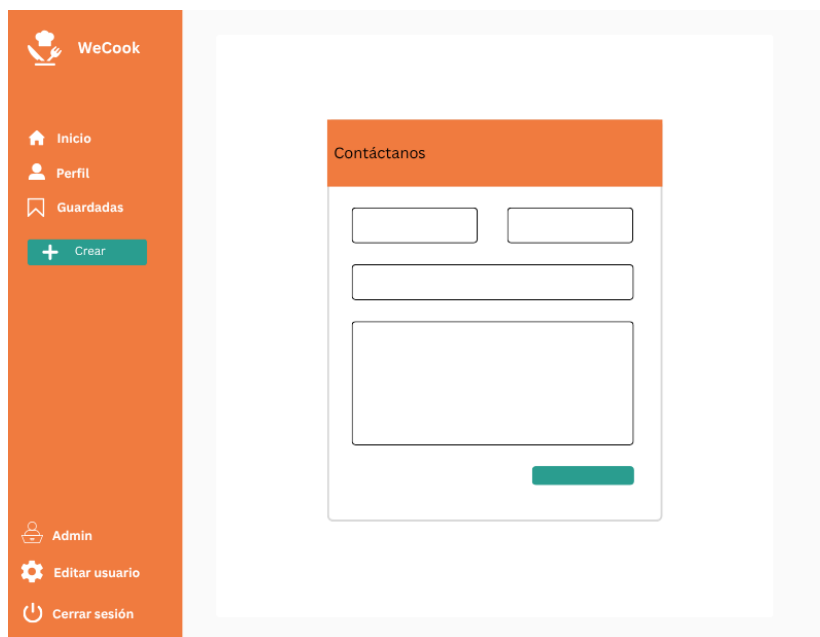 WeCook
Inicio
Perfil
Guardadas
Crear
Admin
Editar usuario
Cerrar sesión
Contáctanos